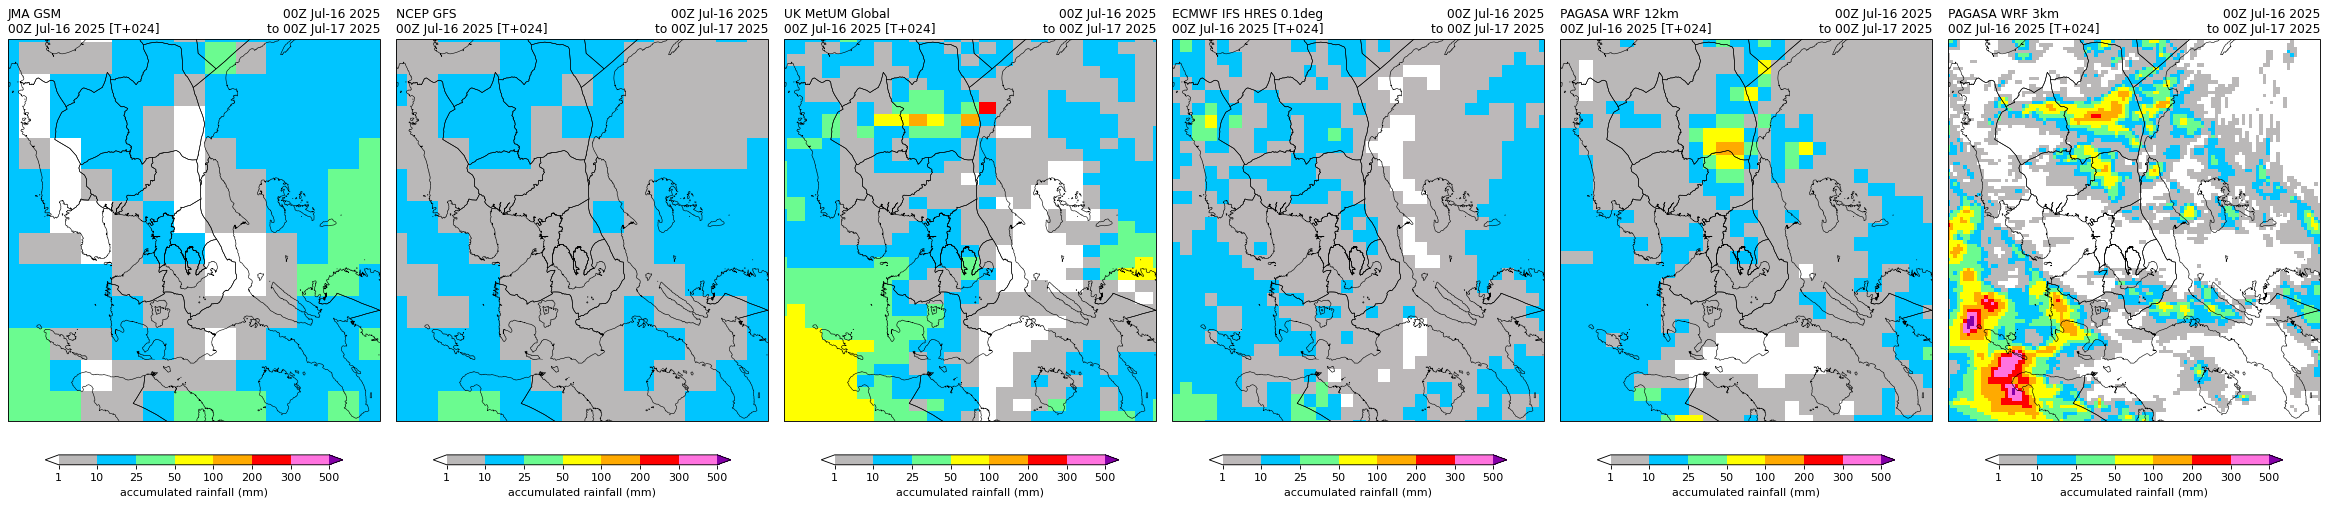 JMA GSM 00Z Jul-16 2025
00Z Jul-16 2025 [T+024] to 00Z Jul-17 2025
1 10 25 50 100 200 300 500
accumulated rainfall (mm)
NCEP GFS 00Z Jul-16 2025
00Z Jul-16 2025 [T+024] to 00Z Jul-17 2025
1 10 25 50 100 200 300 500
accumulated rainfall (mm)
UK MetUM Global 00Z Jul-16 2025
00Z Jul-16 2025 [T+024] to 00Z Jul-17 2025
1 10 25 50 100 200 300 500
accumulated rainfall (mm)
ECMWF IFS HRES 0.1deg 00Z Jul-16 2025
00Z Jul-16 2025 [T+024] to 00Z Jul-17 2025
1 10 25 50 100 200 300 500
accumulated rainfall (mm)
PAGASA WRF 12km 00Z Jul-16 2025
00Z Jul-16 2025 [T+024] to 00Z Jul-17 2025
1 10 25 50 100 200 300 500
accumulated rainfall (mm)
PAGASA WRF 3km 00Z Jul-16 2025
00Z Jul-16 2025 [T+024] to 00Z Jul-17 2025
1 10 25 50 100 200 300 500
accumulated rainfall (mm)